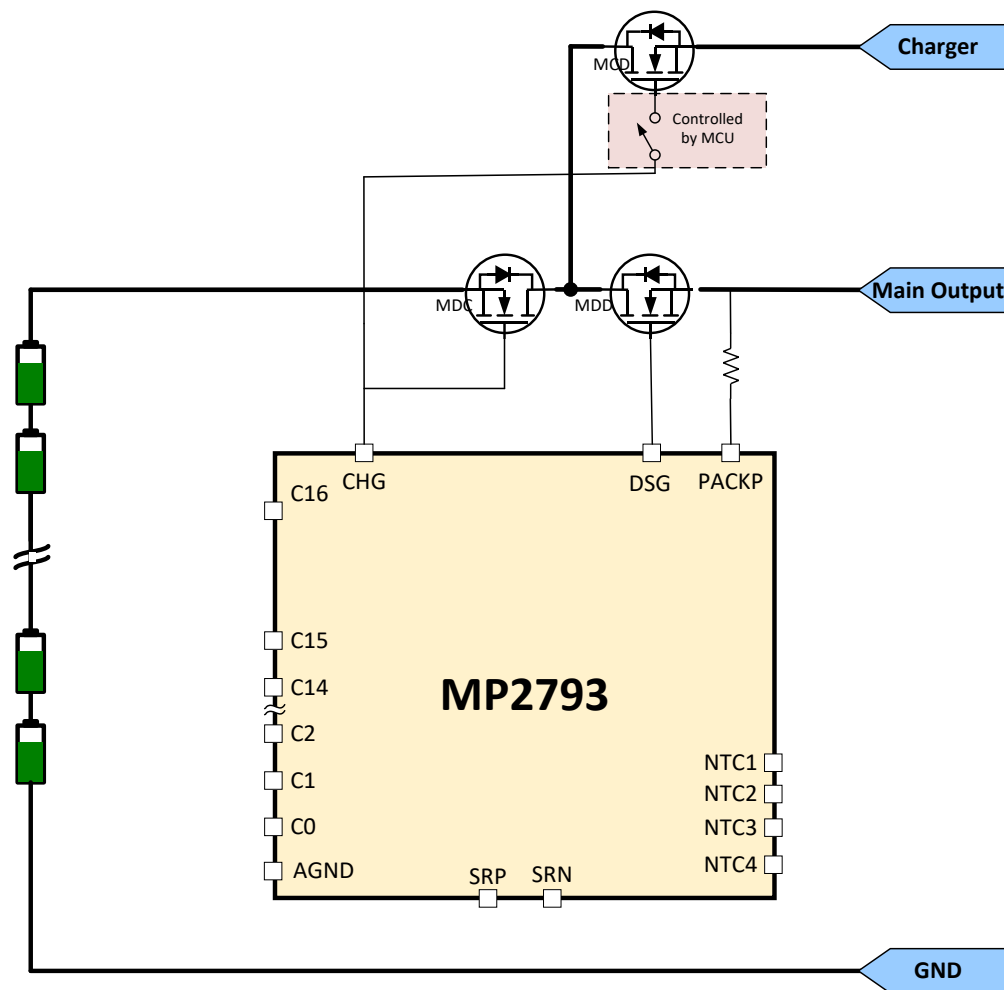 Charger
MCD
Controlled
by MCU
Main Output
MDC
MDD
CHG
DSG
PACKP
C16
C15
C14
MP2793
C2
C1
C0
AGND
NTC1
NTC2
NTC3
NTC4
SRP
SRN
GND